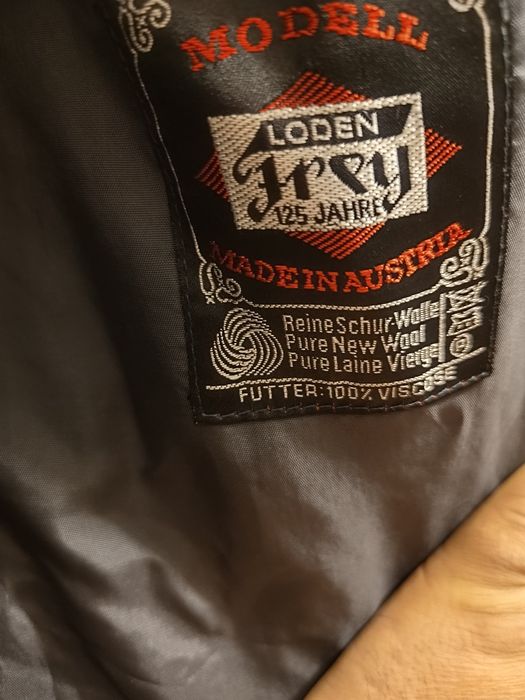 MODELL
LODEN
Frey
125 JAHRE
MADE IN AUSTRIA
Reine Schur-Wolle
Pure New Wool
Pure Laine Vierge
FUTTER: 100% VISCOSE